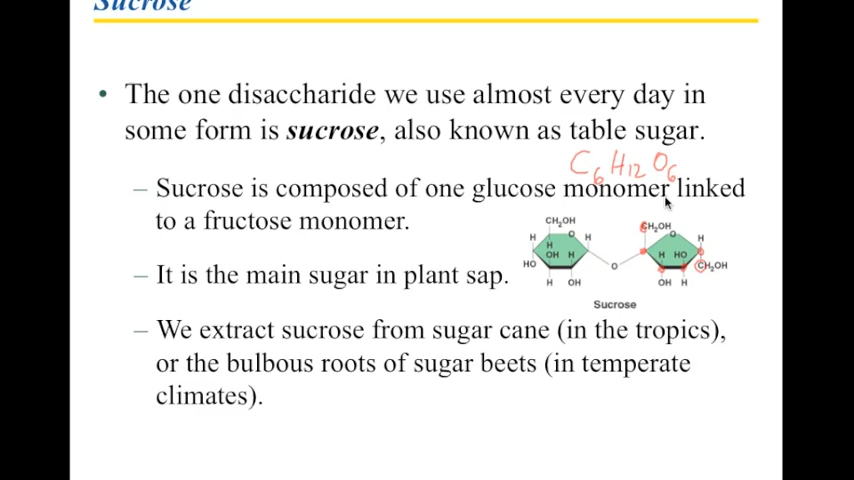 Sucrose
• The one disaccharide we use almost every day in
some form is sucrose, also known as table sugar.
C6H12O6
– Sucrose is composed of one glucose monomer linked
to a fructose monomer.
CH2OH CH2OH
H O H O H
H H HO
OH H
HO O CH2OH
H OH OH H
Sucrose
– It is the main sugar in plant sap.
– We extract sucrose from sugar cane (in the tropics),
or the bulbous roots of sugar beets (in temperate
climates).